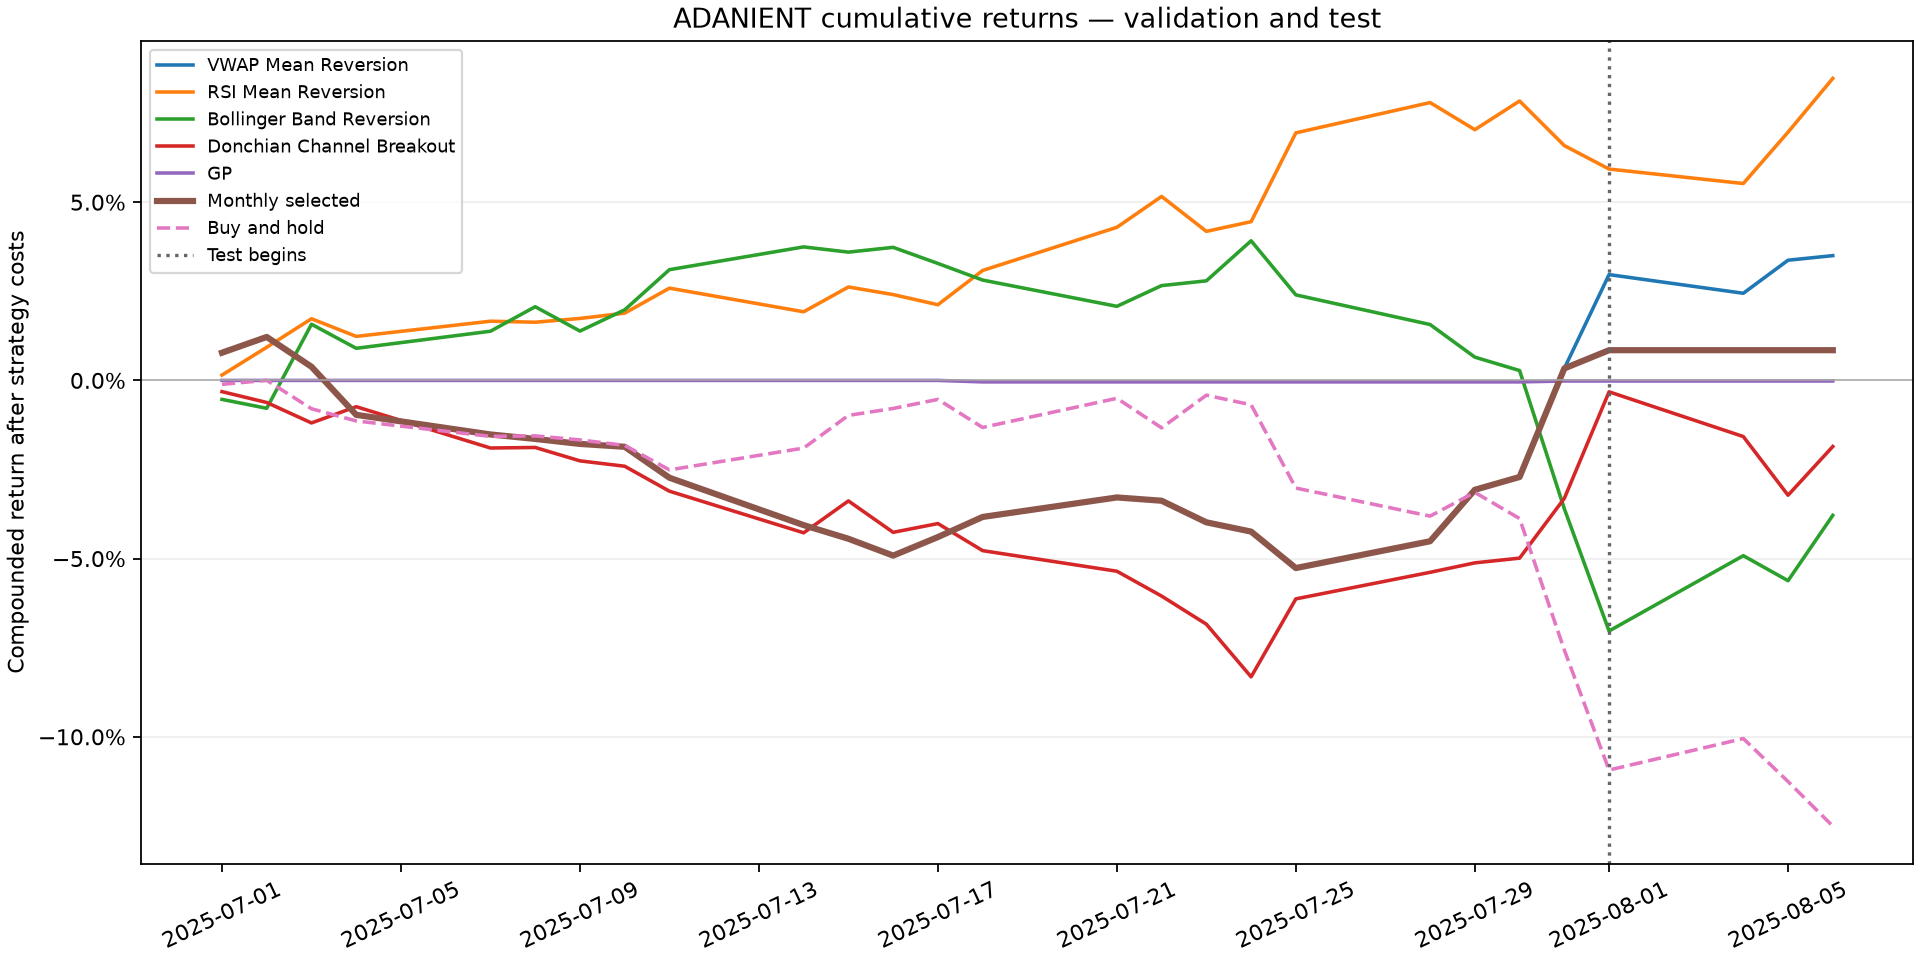 ADANIENT cumulative returns — validation and test
VWAP Mean Reversion
RSI Mean Reversion
Bollinger Band Reversion
Donchian Channel Breakout
GP
Monthly selected
Buy and hold
Test begins
Compounded return after strategy costs
5.0%
0.0%
−5.0%
−10.0%
2025-07-01
2025-07-05
2025-07-09
2025-07-13
2025-07-17
2025-07-21
2025-07-25
2025-07-29
2025-08-01
2025-08-05